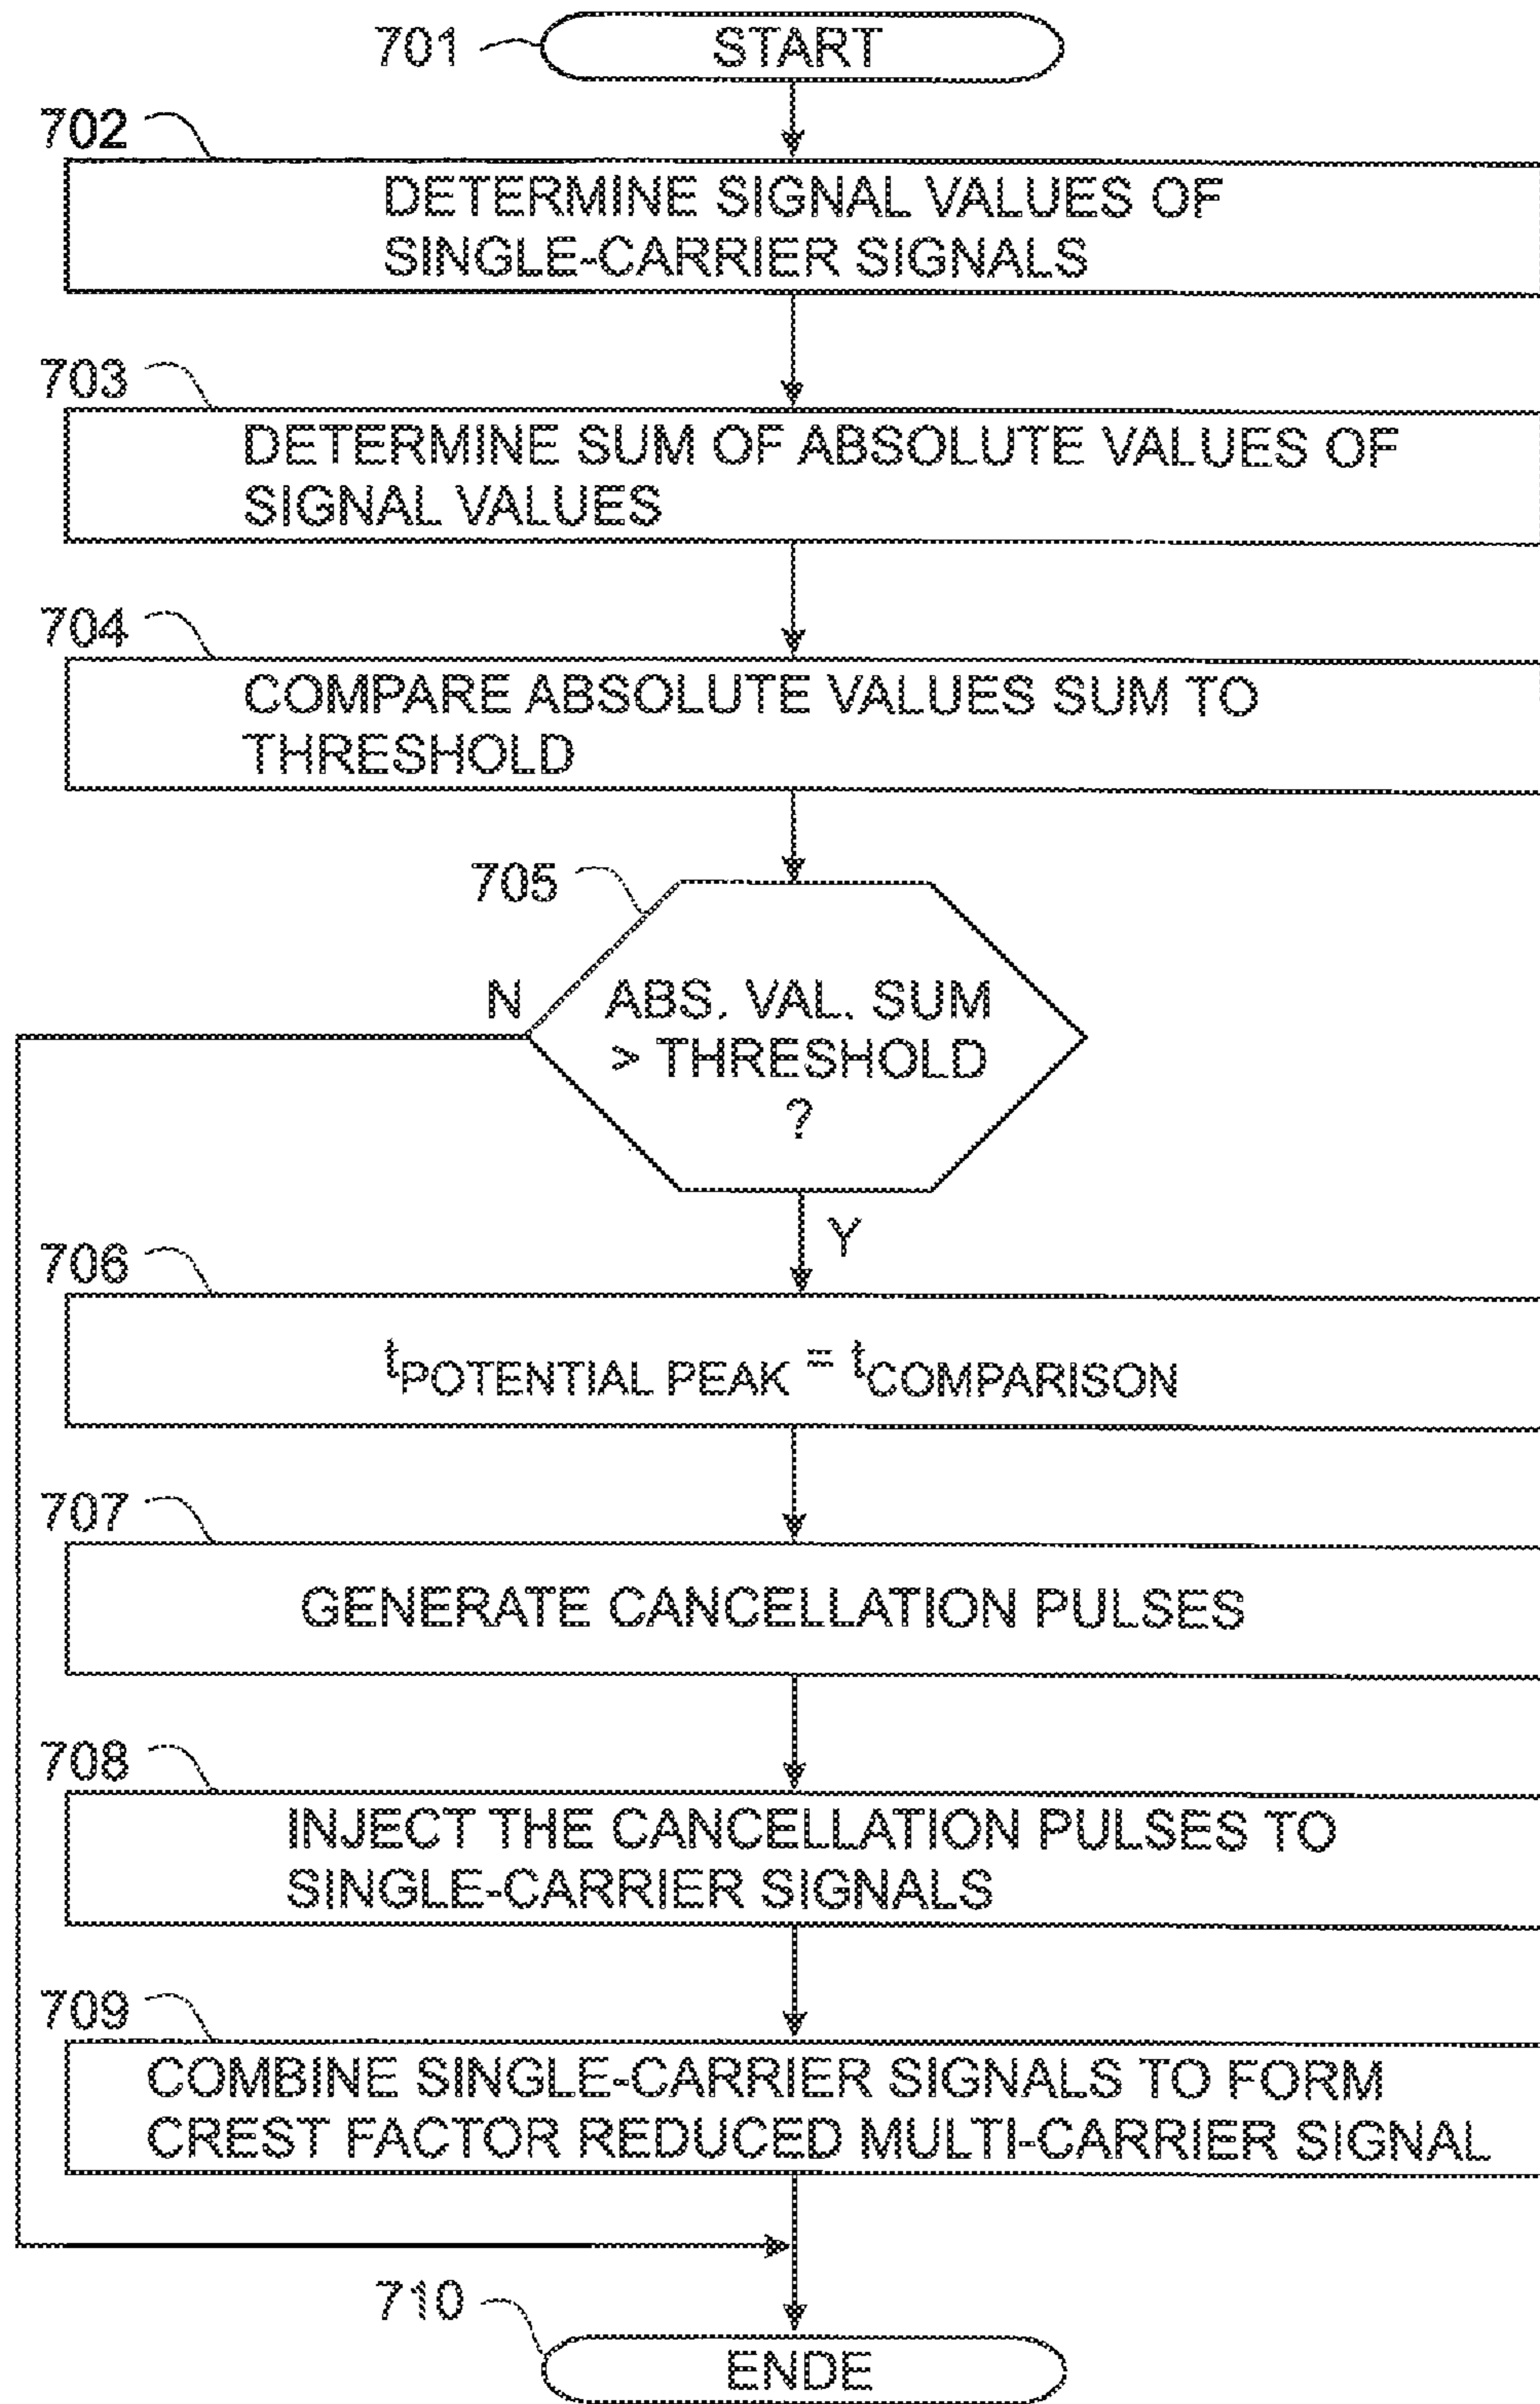 701
START
702
DETERMINE SIGNAL VALUES OF
SINGLE-CARRIER SIGNALS
703
DETERMINE SUM OF ABSOLUTE VALUES OF
SIGNAL VALUES
704
COMPARE ABSOLUTE VALUES SUM TO
THRESHOLD
705
N
ABS. VAL. SUM
> THRESHOLD
?
Y
706
tPOTENTIAL PEAK = tCOMPARISON
707
GENERATE CANCELLATION PULSES
708
INJECT THE CANCELLATION PULSES TO
SINGLE-CARRIER SIGNALS
709
COMBINE SINGLE-CARRIER SIGNALS TO FORM
CREST FACTOR REDUCED MULTI-CARRIER SIGNAL
710
ENDE